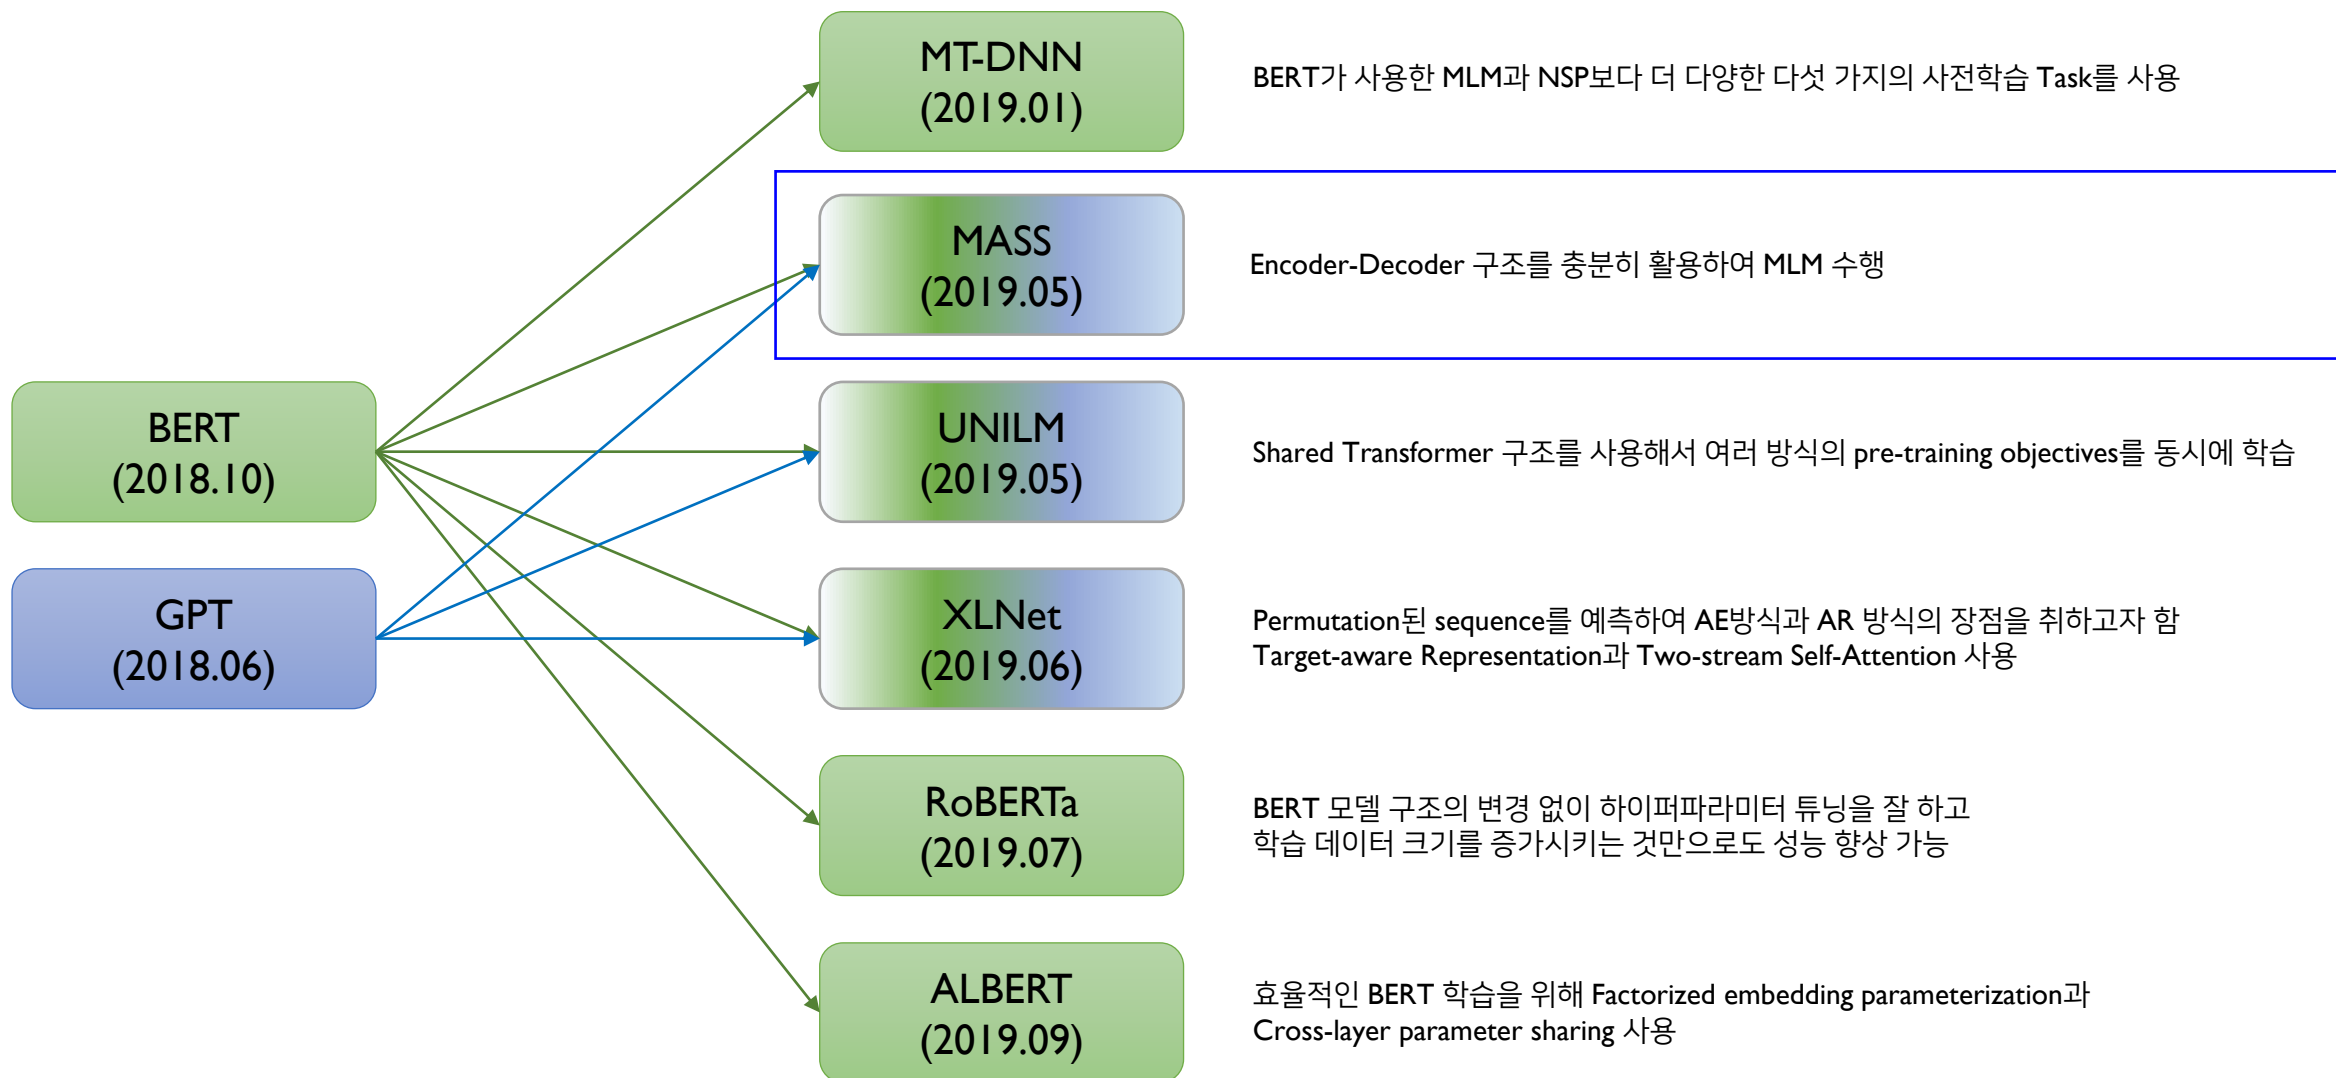 BERT
(2018.10)
GPT
(2018.06)
MT-DNN
(2019.01)
BERT가 사용한 MLM과 NSP보다 더 다양한 다섯 가지의 사전학습 Task를 사용
MASS
(2019.05)
Encoder-Decoder 구조를 충분히 활용하여 MLM 수행
UNILM
(2019.05)
Shared Transformer 구조를 사용해서 여러 방식의 pre-training objectives를 동시에 학습
XLNet
(2019.06)
Permutation된 sequence를 예측하여 AE방식과 AR 방식의 장점을 취하고자 함
Target-aware Representation과 Two-stream Self-Attention 사용
RoBERTa
(2019.07)
BERT 모델 구조의 변경 없이 하이퍼파라미터 튜닝을 잘 하고
학습 데이터 크기를 증가시키는 것만으로도 성능 향상 가능
ALBERT
(2019.09)
효율적인 BERT 학습을 위해 Factorized embedding parameterization과
Cross-layer parameter sharing 사용